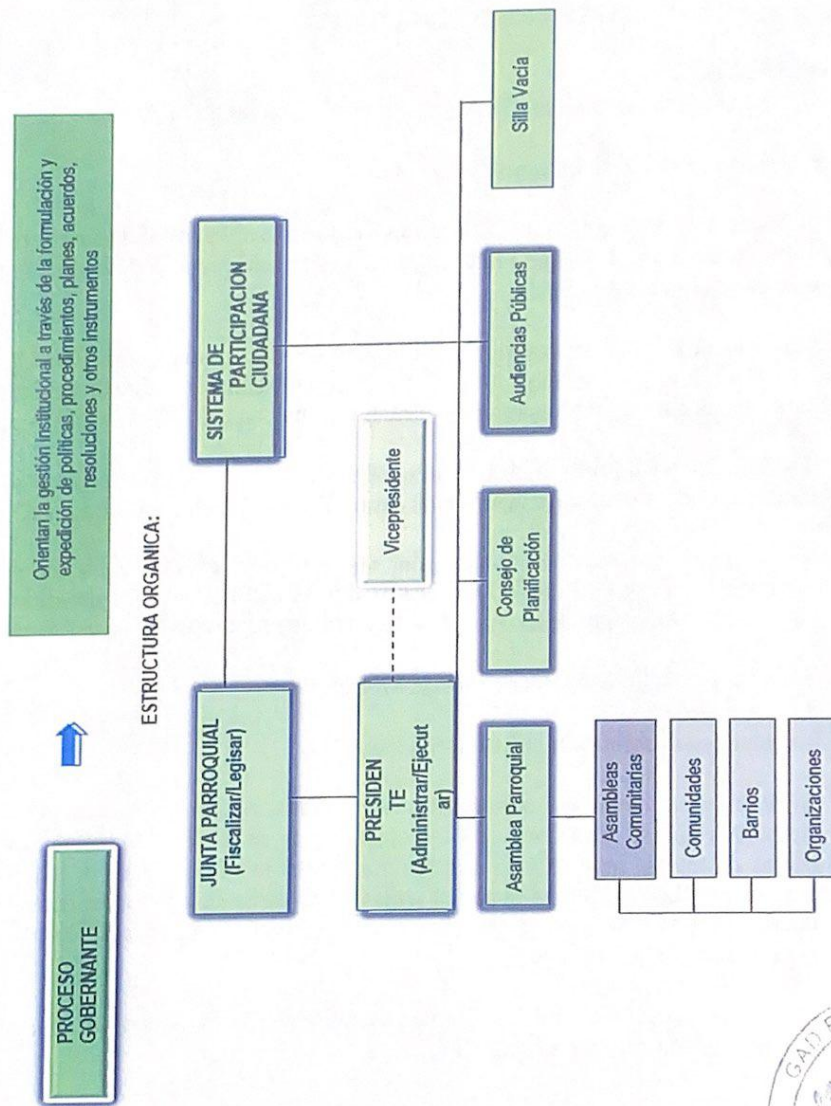 PROCESO
GOBERNANTE
Orientan la gestión institucional a través de la formulación y
expedición de políticas, procedimientos, planes, acuerdos,
resoluciones y otros instrumentos
ESTRUCTURA ORGANICA:
JUNTA PARROQUIAL
(Fiscalizar/Legisar)
SISTEMA DE
PARTICIPACION
CIUDADANA
PRESIDEN
TE
(Administrar/Ejecut
ar)
Vicepresidente
Asamblea Parroquial
Consejo de
Planificación
Audiencias Públicas
Silla Vacía
Asambleas
Comunitarias
Comunidades
Barrios
Organizaciones
GAD